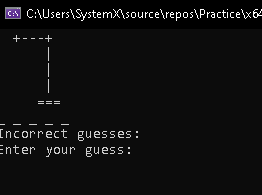 C:\Users\SystemX\source\repos\Practice\x64
+---+
|
|
|
===
_ _ _ _ _
Incorrect guesses:
Enter your guess: